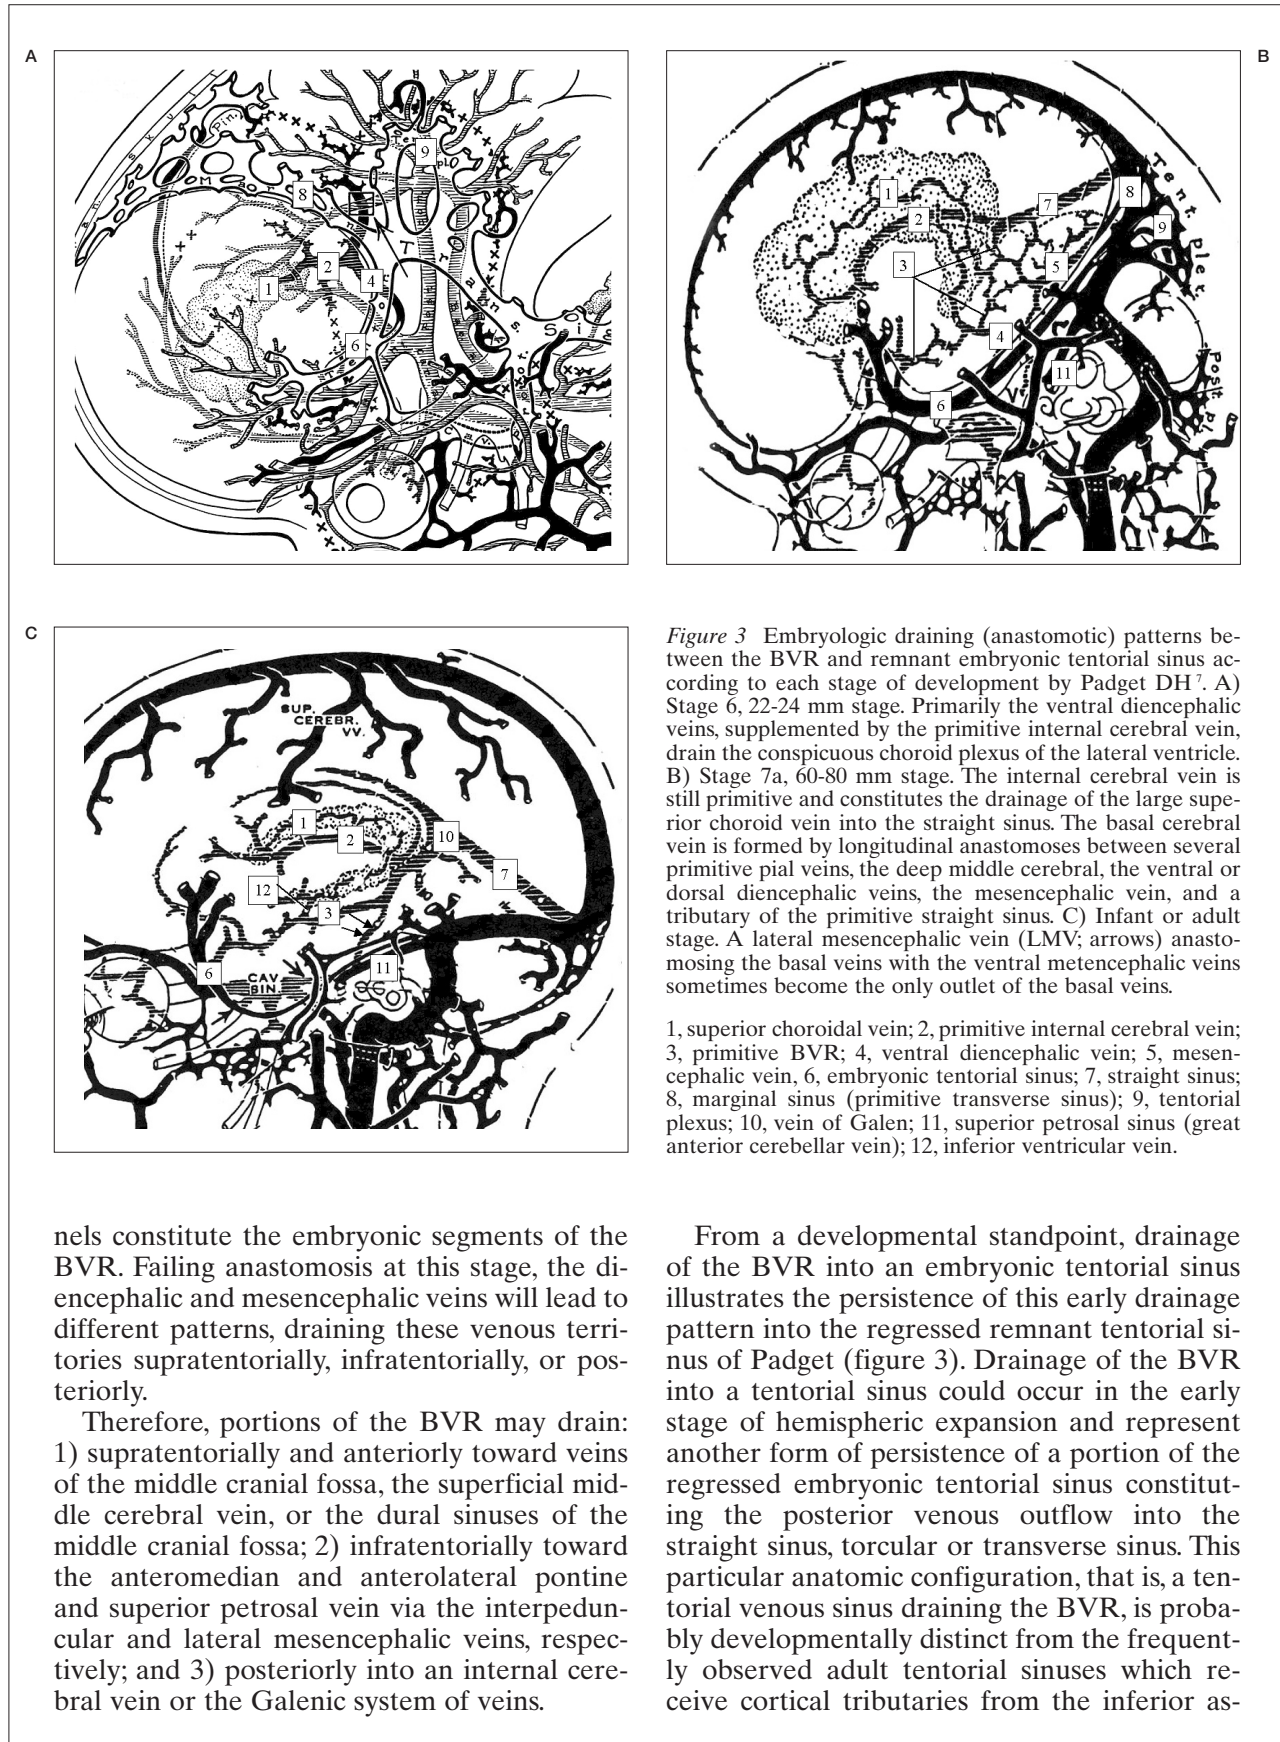 A
B
Pin.
M a r
T e n t.
9
plO
8
T
2
4
1
6
r
a
n
s.
S i
1
2
7
8
Tent.
Plex.
9
3
5
4
11
6
V
Post.
Pl.
C
SUP.
CEREBR.
VV.
1
2
10
7
12
3
6
CAV
SIN.
11
Figure 3 Embryologic draining (anastomotic) patterns be-
tween the BVR and remnant embryonic tentorial sinus ac-
cording to each stage of development by Padget DH 7. A)
Stage 6, 22-24 mm stage. Primarily the ventral diencephalic
veins, supplemented by the primitive internal cerebral vein,
drain the conspicuous choroid plexus of the lateral ventricle.
B) Stage 7a, 60-80 mm stage. The internal cerebral vein is
still primitive and constitutes the drainage of the large supe-
rior choroid vein into the straight sinus. The basal cerebral
vein is formed by longitudinal anastomoses between several
primitive pial veins, the deep middle cerebral, the ventral or
dorsal diencephalic veins, the mesencephalic vein, and a
tributary of the primitive straight sinus. C) Infant or adult
stage. A lateral mesencephalic vein (LMV; arrows) anasto-
mosing the basal veins with the ventral metencephalic veins
sometimes become the only outlet of the basal veins.
1, superior choroidal vein; 2, primitive internal cerebral vein;
3, primitive BVR; 4, ventral diencephalic vein; 5, mesen-
cephalic vein, 6, embryonic tentorial sinus; 7, straight sinus;
8, marginal sinus (primitive transverse sinus); 9, tentorial
plexus; 10, vein of Galen; 11, superior petrosal sinus (great
anterior cerebellar vein); 12, inferior ventricular vein.
nels constitute the embryonic segments of the
BVR. Failing anastomosis at this stage, the di-
encephalic and mesencephalic veins will lead to
different patterns, draining these venous terri-
tories supratentorially, infratentorially, or pos-
teriorly.
Therefore, portions of the BVR may drain:
1) supratentorially and anteriorly toward veins
of the middle cranial fossa, the superficial mid-
dle cerebral vein, or the dural sinuses of the
middle cranial fossa; 2) infratentorially toward
the anteromedian and anterolateral pontine
and superior petrosal vein via the interpedun-
cular and lateral mesencephalic veins, respec-
tively; and 3) posteriorly into an internal cere-
bral vein or the Galenic system of veins.
From a developmental standpoint, drainage
of the BVR into an embryonic tentorial sinus
illustrates the persistence of this early drainage
pattern into the regressed remnant tentorial si-
nus of Padget (figure 3). Drainage of the BVR
into a tentorial sinus could occur in the early
stage of hemispheric expansion and represent
another form of persistence of a portion of the
regressed embryonic tentorial sinus constitut-
ing the posterior venous outflow into the
straight sinus, torcular or transverse sinus. This
particular anatomic configuration, that is, a ten-
torial venous sinus draining the BVR, is proba-
bly developmentally distinct from the frequent-
ly observed adult tentorial sinuses which re-
ceive cortical tributaries from the inferior as-